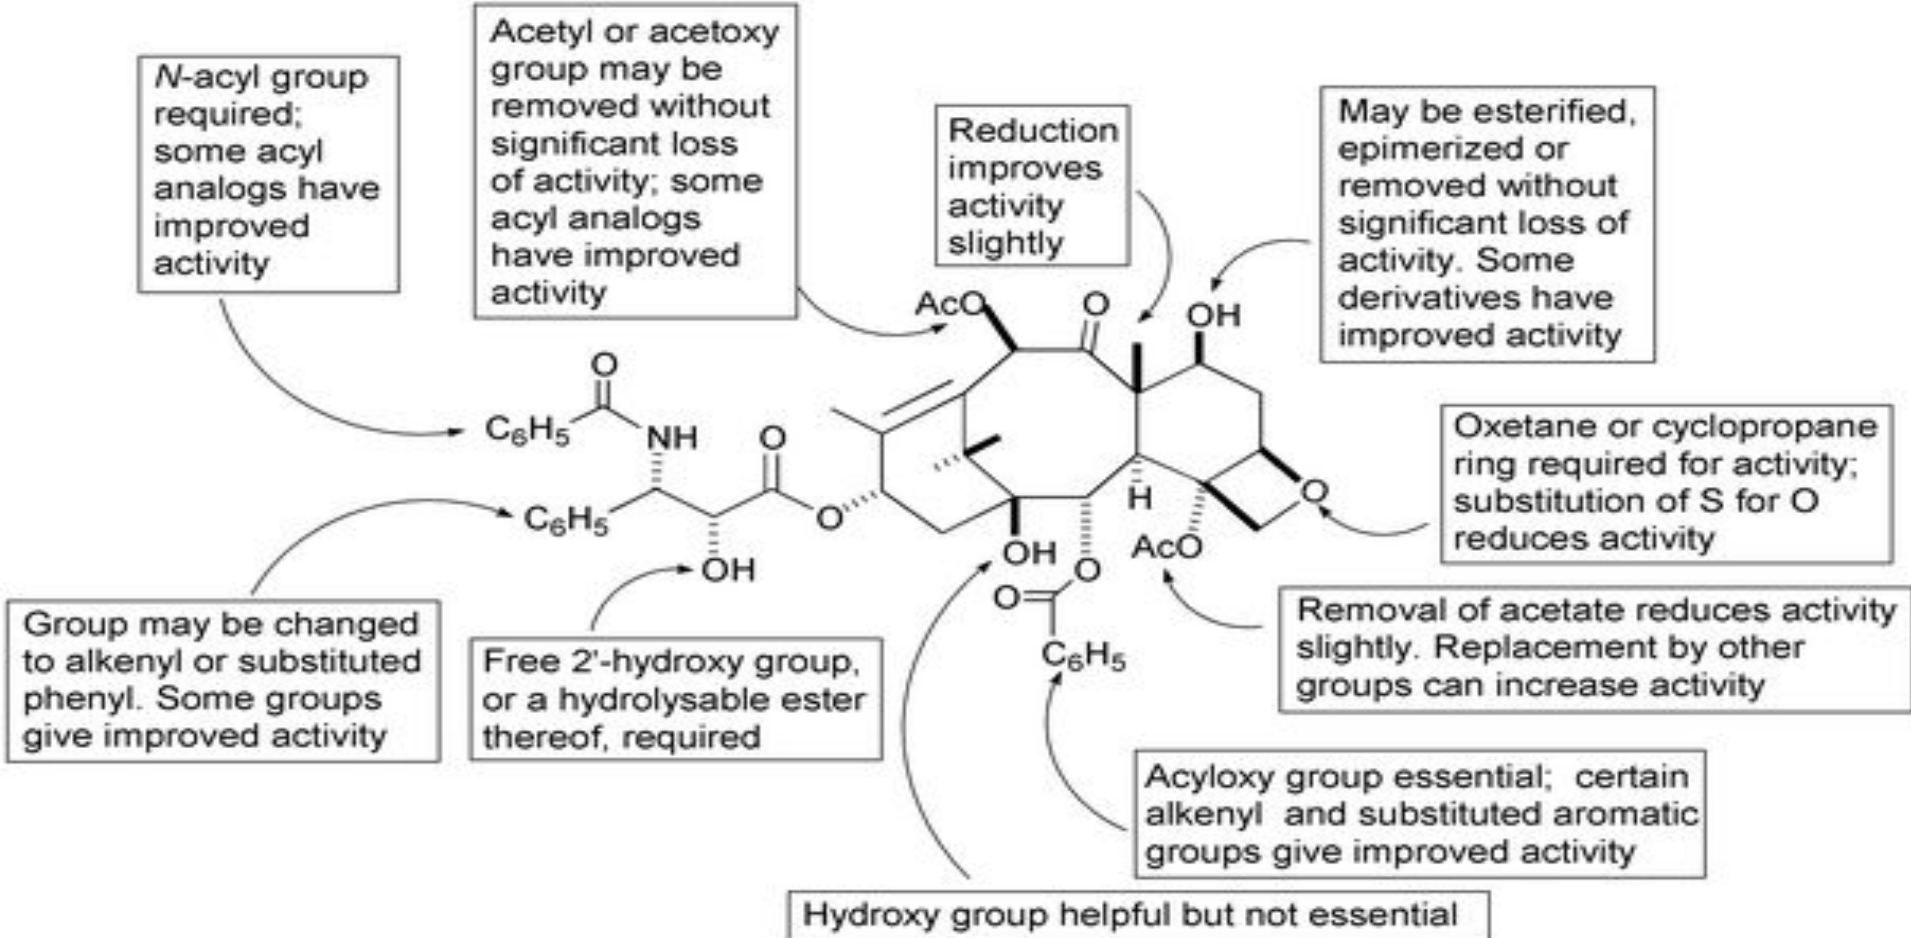 N-acyl group
required;
some acyl
analogs have
improved
activity
Acetyl or acetoxy
group may be
removed without
significant loss
of activity; some
acyl analogs
have improved
activity
Reduction
improves
activity
slightly
May be esterified,
epimerized or
removed without
significant loss of
activity. Some
derivatives have
improved activity
AcO
O
OH
O
C6H5
NH
O
C6H5
OH
O
OH
O
O
C6H5
H
AcO
O
Oxetane or cyclopropane
ring required for activity;
substitution of S for O
reduces activity
Group may be changed
to alkenyl or substituted
phenyl. Some groups
give improved activity
Free 2'-hydroxy group,
or a hydrolysable ester
thereof, required
Removal of acetate reduces activity
slightly. Replacement by other
groups can increase activity
Acyloxy group essential; certain
alkenyl and substituted aromatic
groups give improved activity
Hydroxy group helpful but not essential